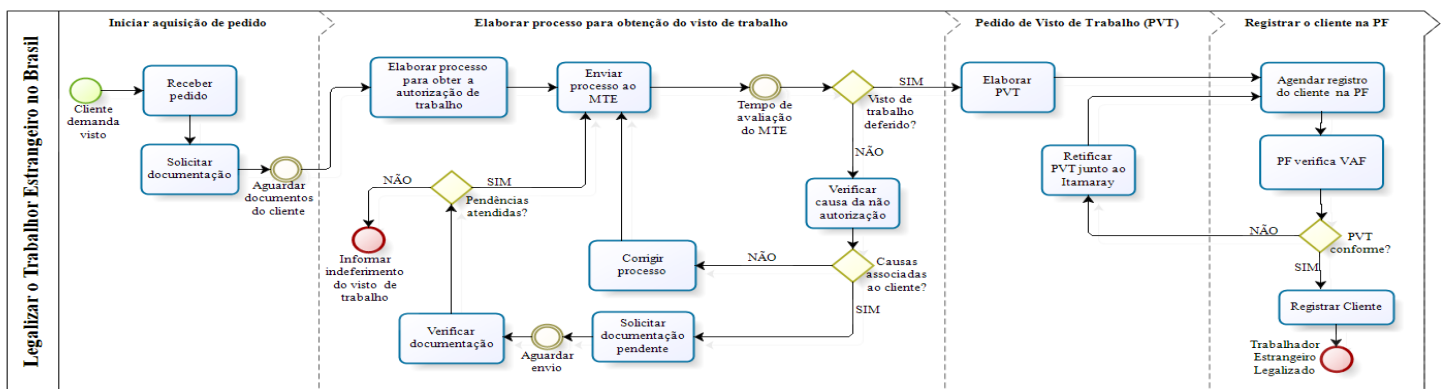 Legalizar o Trabalhor Estrangeiro no Brasil
Iniciar aquisição de pedido
Elaborar processo para obtenção do visto de trabalho
Pedido de Visto de Trabalho (PVT)
Registrar o cliente na PF
Cliente
demanda
visto
Receber
pedido
Solicitar
documentação
Aguardar
documentos
do cliente
Elaborar processo
para obter a
autorização de
trabalho
Enviar
processo ao
MTE
Tempo de
avaliação
do MTE
SIM
Visto de
trabalho
deferido?
NÃO
Verificar
causa da não
autorização
Causas
associadas
ao cliente?
NÃO
Corrigir
processo
SIM
Solicitar
documentação
pendente
Aguardar
envio
Verificar
documentação
NÃO
SIM
Pendências
atendidas?
Informar
indeferimento
do visto de
trabalho
Elaborar
PVT
Retificar
PVT junto ao
Itamaray
Agendar registro
do cliente na PF
PF verifica VAF
NÃO
PVT
conforme?
SIM
Registrar Cliente
Trabalhador
Estrangeiro
Legalizado